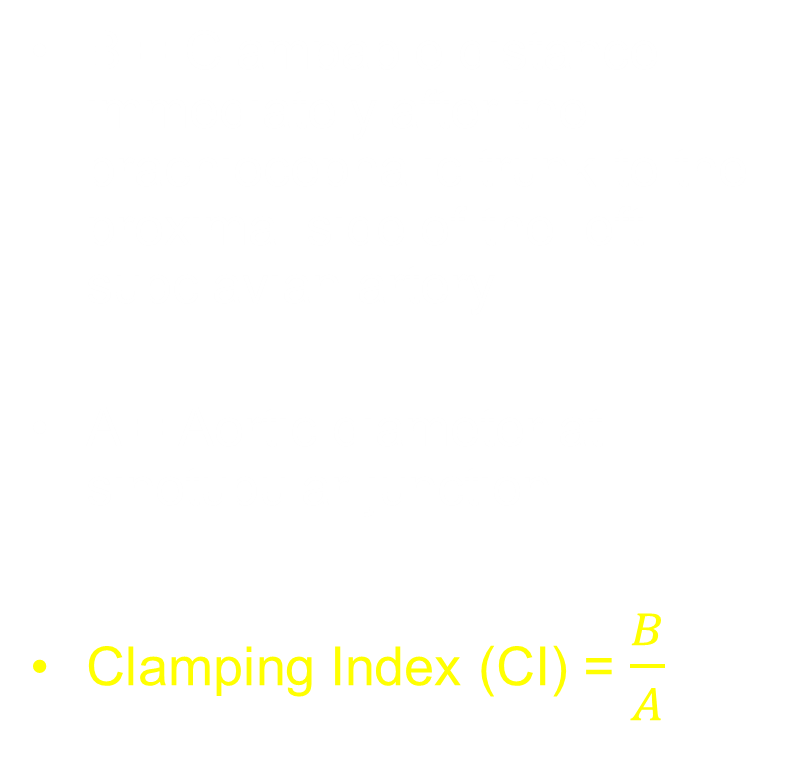 • Clamping Index (CI) = B/A